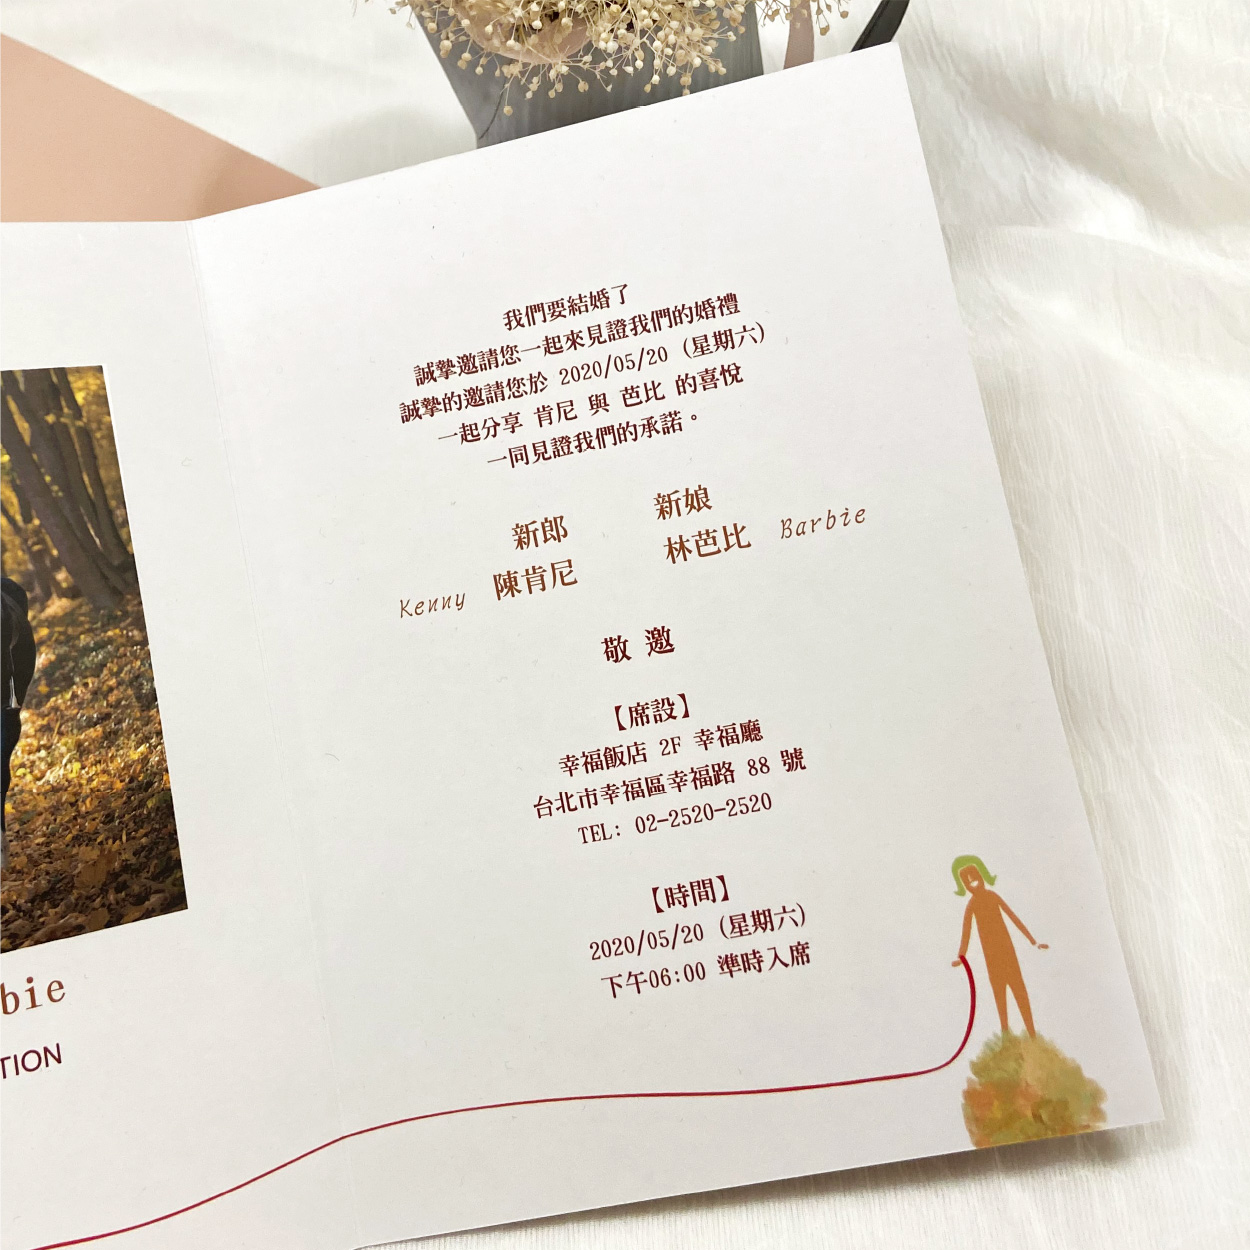 我們要結婚了
誠摯邀請您一起來見證我們的婚禮
誠摯的邀請您於 2020/05/20 (星期六)
一起分享 肯尼 與 芭比 的喜悅
一同見證我們的承諾。
新郎 新娘
Kenny 陳肯尼 林芭比 Barbie
敬 邀
【席設】
幸福飯店 2F 幸福廳
台北市幸福區幸福路 88 號
TEL: 02-2520-2520
【時間】
2020/05/20 (星期六)
下午06:00 準時入席
bie
TION